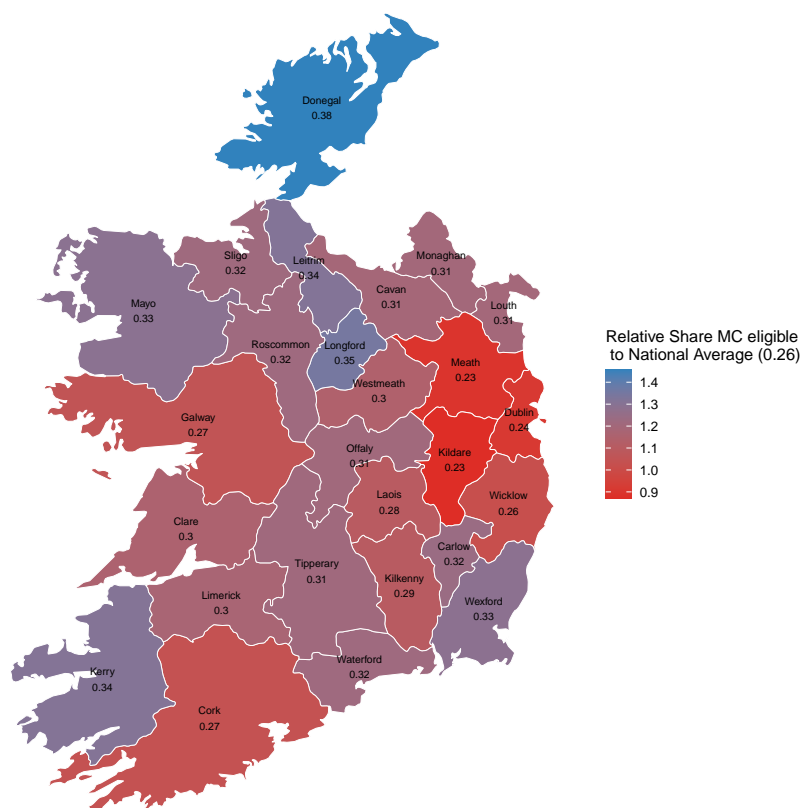 Donegal
0.38
Sligo
0.32
Leitrim
0.34
Monaghan
0.31
Cavan
0.31
Louth
0.31
Mayo
0.33
Roscommon
0.32
Longford
0.35
Meath
0.23
Westmeath
0.3
Dublin
0.24
Galway
0.27
Offaly
0.31
Kildare
0.23
Laois
0.28
Wicklow
0.26
Clare
0.3
Carlow
0.32
Tipperary
0.31
Kilkenny
0.29
Limerick
0.3
Wexford
0.33
Waterford
0.32
Kerry
0.34
Cork
0.27
Relative Share MC eligible
to National Average (0.26)
1.4
1.3
1.2
1.1
1.0
0.9